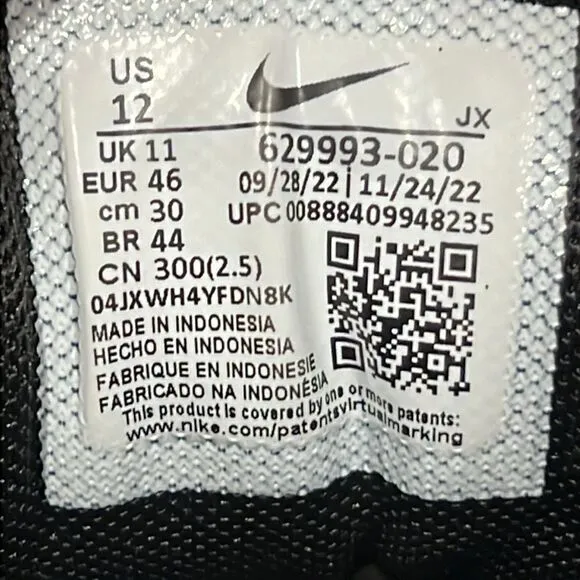 US
12
JX
UK 11
629993-020
EUR 46
09/28/22 | 11/24/22
cm 30
UPC 00888409948235
BR 44
CN 300(2.5)
04JXWH4YFDN8K
MADE IN INDONESIA
HECHO EN INDONESIA
FABRIQUE EN INDONESIE
FABRICADO NA INDONÉSIA
This product is covered by one or more patents:
www.nike.com/patentsvirtualmarking